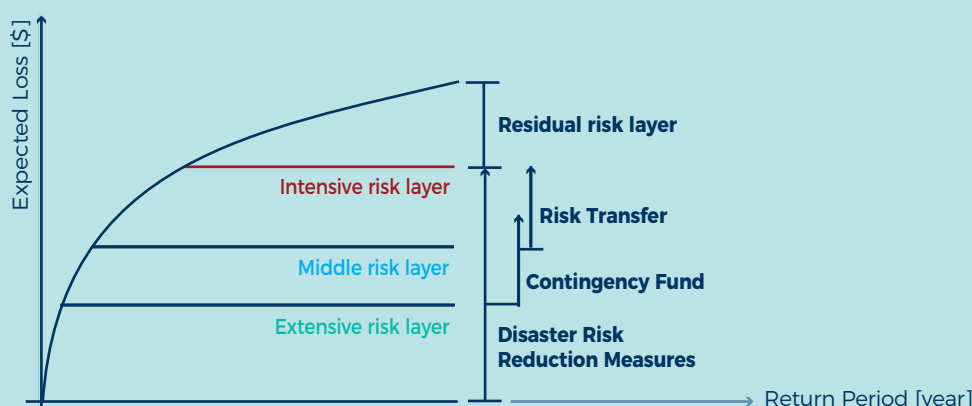 Expected Loss [$]
Residual risk layer
Intensive risk layer
Risk Transfer
Middle risk layer
Contingency Fund
Extensive risk layer
Disaster Risk
Reduction Measures
Return Period [year]